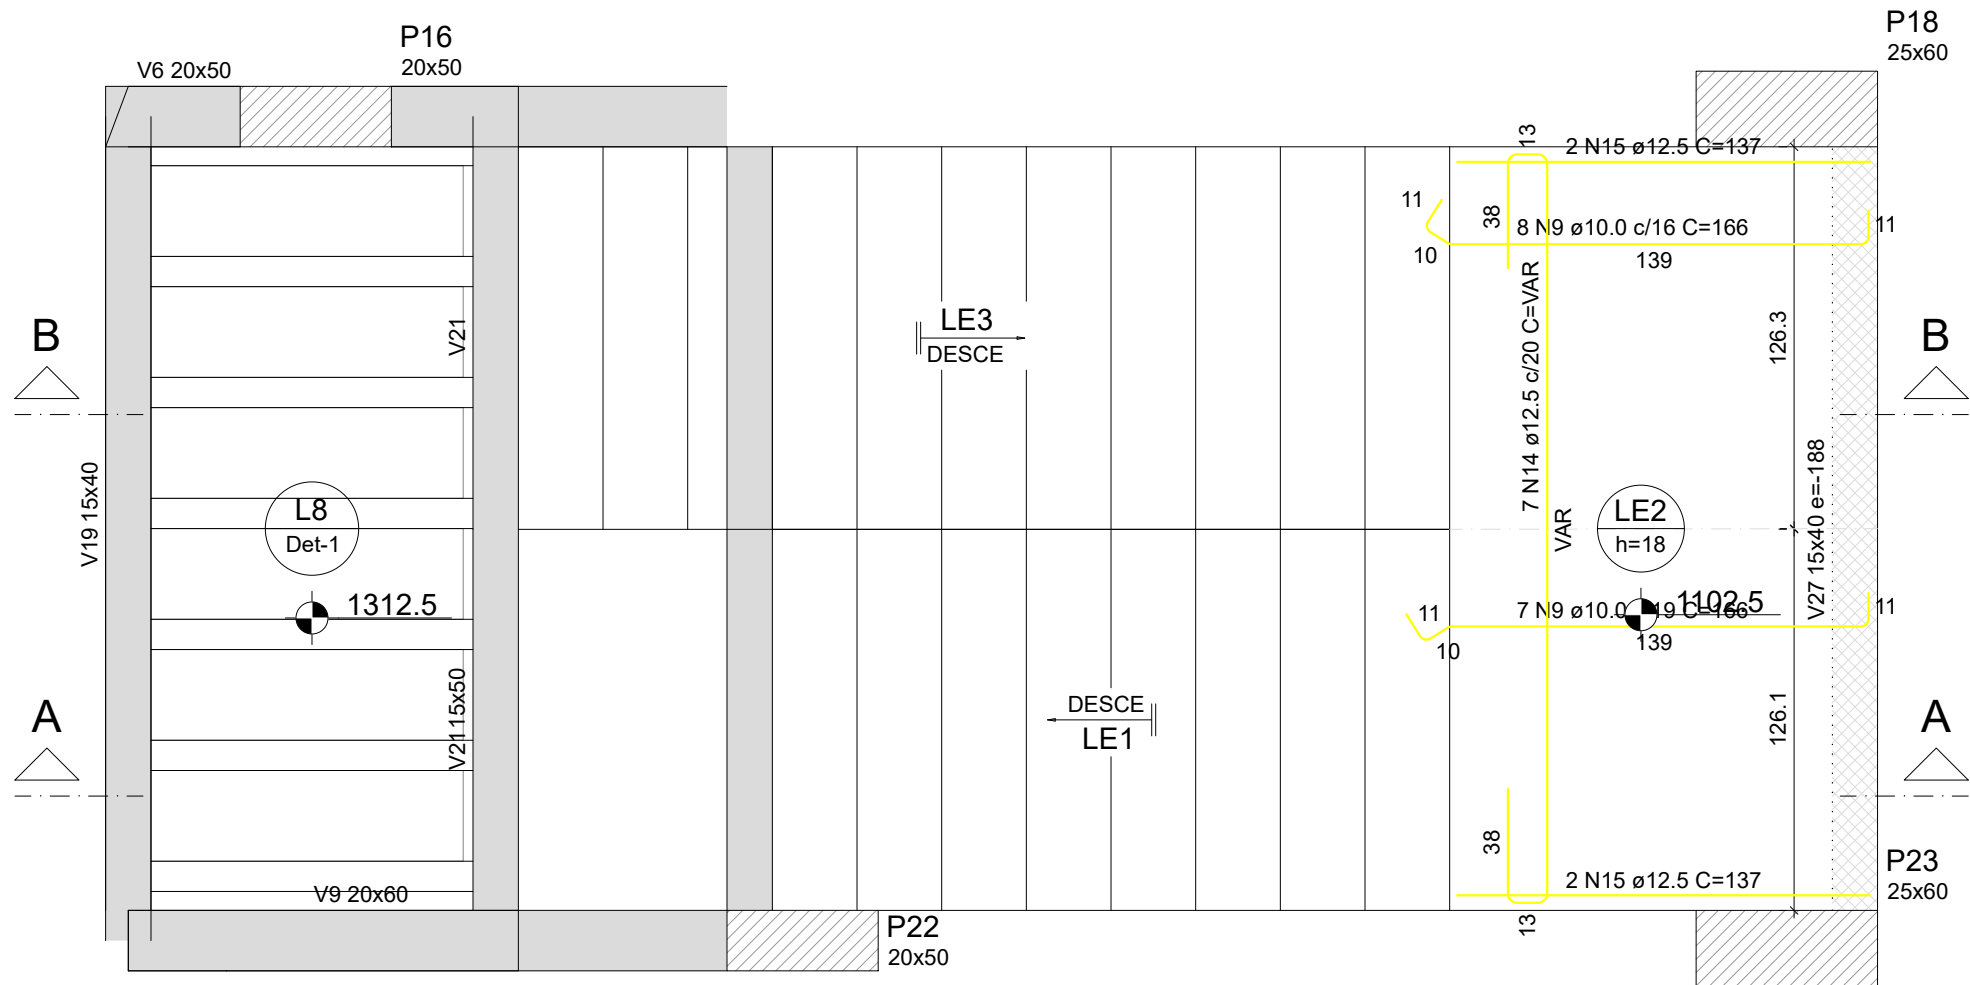 P16
20x50
V6 20x50
P18
25x60
13
2 N15 ø12.5 C=137
11
38
8 N9 ø10.0 c/16 C=166
11
10
139
B
V21
LE3
DESCE
7 N14 ø12.5 c/20 C=VAR
126.3
B
V19 15x40
L8
Det-1
VAR
LE2
h=18
V27 15x40 e=-188
1312.5
11
7 N9 ø10.0 19 C=166
1102.5
11
10
139
A
V21 15x50
DESCE
LE1
126.1
A
38
V9 20x60
2 N15 ø12.5 C=137
P23
25x60
P22
20x50
13